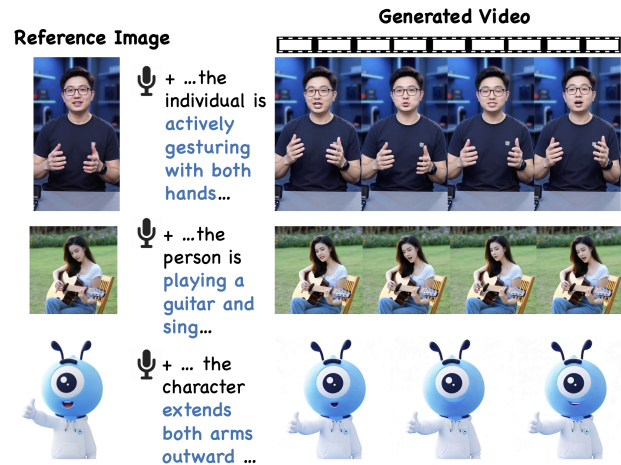 Generated Video
Reference Image
+ ...the
individual is
actively
gesturing
with both
hands...
+ ...the
person is
playing a
guitar and
sing...
+ ... the
character
extends
both arms
outward ...